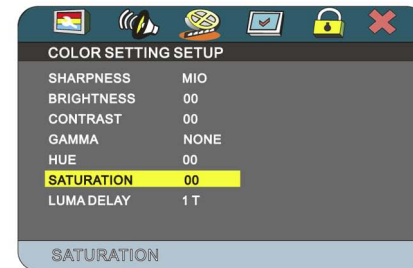 COLOR SETTING SETUP
SHARPNESS MIO
BRIGHTNESS 00
CONTRAST 00
GAMMA NONE
HUE 00
SATURATION 00
LUMA DELAY 1 T
SATURATION